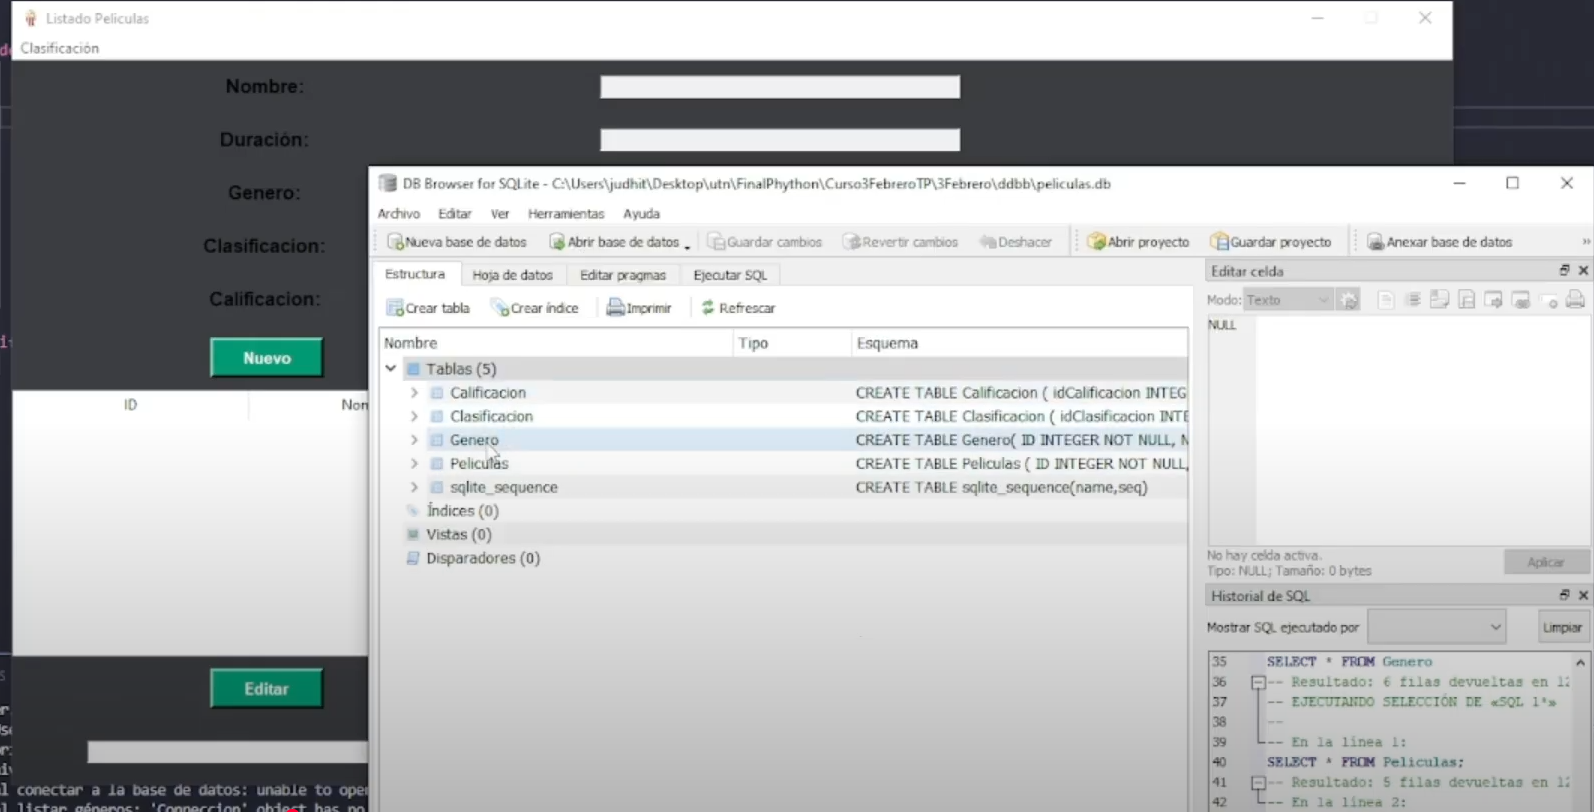 Listado Peliculas
Clasificación
Nombre:
Duración:
Genero:
Clasificacion:
Calificacion:
Nuevo
ID
Nom
Editar
al conectar a la base de datos: unable to open
al listar géneros: 'Conneccion' object has no
DB Browser for SQLite - C:\Users\judhit\Desktop\utn\FinalPhython\Curso3FebreroTP\3Febrero\ddbb\peliculas.db
Archivo Editar Ver Herramientas Ayuda
Nueva base de datos Abrir base de datos Guardar cambios Revertir cambios Deshacer Abrir proyecto Guardar proyecto Anexar base de datos »
Estructura Hoja de datos Editar pragmas Ejecutar SQL
Crear tabla Crear índice Imprimir Refrescar
Nombre Tipo Esquema
Tablas (5)
Calificacion CREATE TABLE Calificacion ( idCalificacion INTEG
Clasificacion CREATE TABLE Clasificacion ( idClasificacion INTE
Genero CREATE TABLE Genero( ID INTEGER NOT NULL, N
Peliculas CREATE TABLE Peliculas ( ID INTEGER NOT NULL,
sqlite_sequence CREATE TABLE sqlite_sequence(name,seq)
Índices (0)
Vistas (0)
Disparadores (0)
Editar celda
Modo: Texto
NULL
No hay celda activa.
Tipo: NULL; Tamaño: 0 bytes
Aplicar
Historial de SQL
Mostrar SQL ejecutado por Limpiar
35 SELECT * FROM Genero
36 -- Resultado: 6 filas devueltas en 12
37 -- EJECUTANDO SELECCIÓN DE «SQL 1*»
38 --
39 -- En la línea 1:
40 SELECT * FROM Peliculas;
41 -- Resultado: 5 filas devueltas en 12
42 -- En la línea 2: